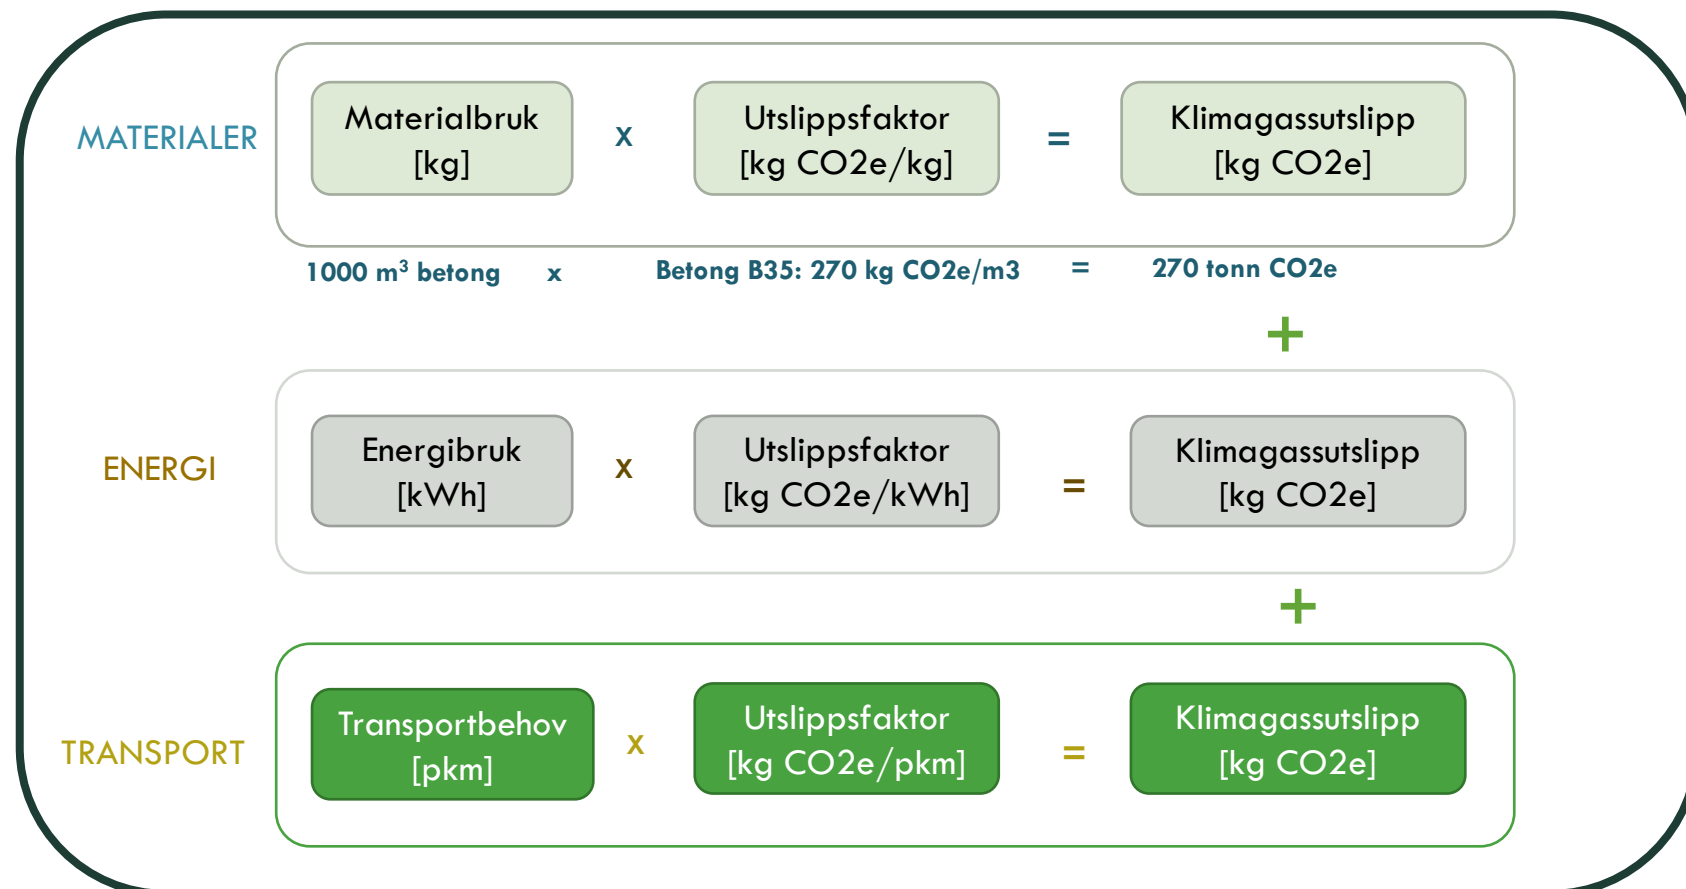 MATERIALER
Materialbruk
[kg]
x
Utslippsfaktor
[kg CO2e/kg]
=
Klimagassutslipp
[kg CO2e]
1000 m³ betong x Betong B35: 270 kg CO2e/m3 = 270 tonn CO2e
+
ENERGI
Energibruk
[kWh]
x
Utslippsfaktor
[kg CO2e/kWh]
=
Klimagassutslipp
[kg CO2e]
+
TRANSPORT
Transportbehov
[pkm]
x
Utslippsfaktor
[kg CO2e/pkm]
=
Klimagassutslipp
[kg CO2e]